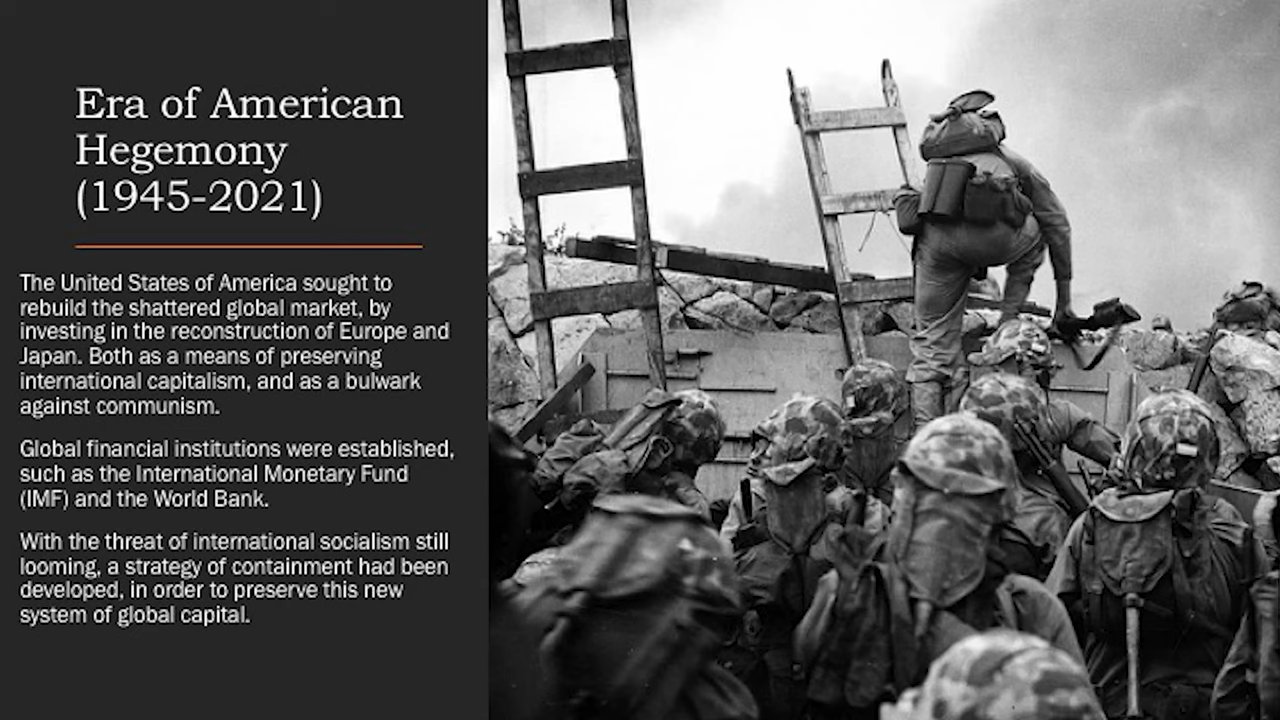 Era of American
Hegemony
(1945-2021)
The United States of America sought to
rebuild the shattered global market, by
investing in the reconstruction of Europe and
Japan. Both as a means of preserving
international capitalism, and as a bulwark
against communism.
Global financial institutions were established,
such as the International Monetary Fund
(IMF) and the World Bank.
With the threat of international socialism still
looming, a strategy of containment had been
developed, in order to preserve this new
system of global capital.